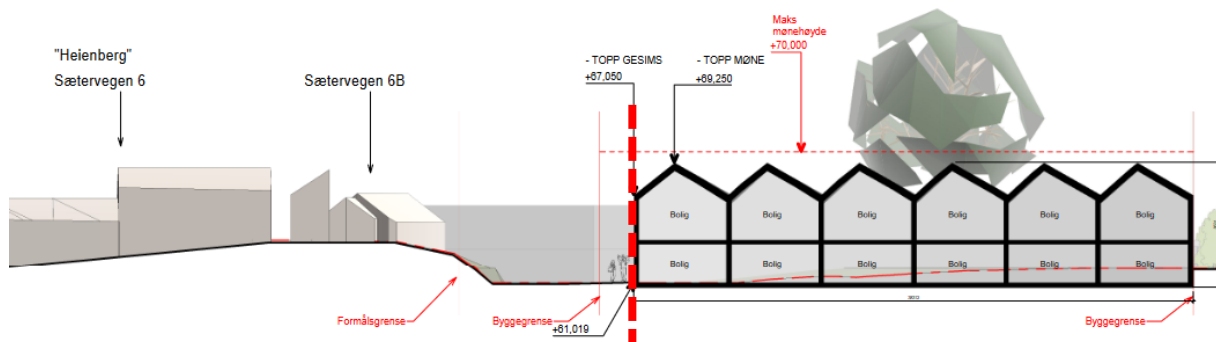 "Heienberg"
Sætervegen 6
Sætervegen 6B
- TOPP GESIMS
+67,050
- TOPP MØNE
+69,250
Maks
mønehøyde
+70,000
Bolig Bolig Bolig Bolig Bolig Bolig
Bolig Bolig Bolig Bolig Bolig Bolig
Formålsgrense
Byggegrense
+61,019
Byggegrense